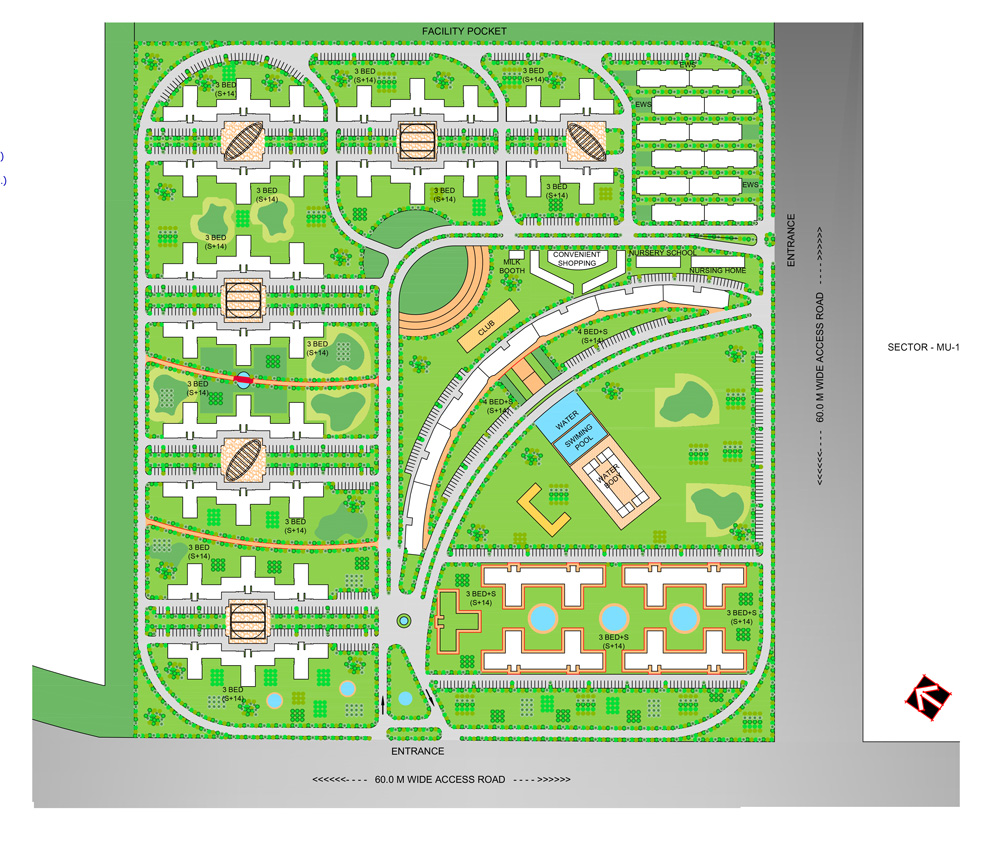 FACILITY POCKET
EWS
3 BED
(S+14)
3 BED
(S+14)
3 BED
(S+14)
EWS
)
.)
EWS
3 BED
(S+14)
3 BED
(S+14)
3 BED
(S+14)
3 BED
(S+14)
ENTRANCE
MILK
BOOTH
CONVENIENT
SHOPPING
NURSERY SCHOOL
NURSING HOME
CLUB
4 BED+S
(S+14)
3 BED
(S+14)
<<<<<<- - - - 60.0 M WIDE ACCESS ROAD - - - ->>>>>>
SECTOR - MU-1
3 BED
(S+14)
4 BED+S
(S+14)
WATER
SWIMING
POOL
WATER
BODY
3 BED
(S+14)
3 BED
(S+14)
3 BED+S
(S+14)
3 BED+S
(S+14)
3 BED+S
(S+14)
3 BED
(S+14)
ENTRANCE
<<<<<<- - - - 60.0 M WIDE ACCESS ROAD - - - ->>>>>>